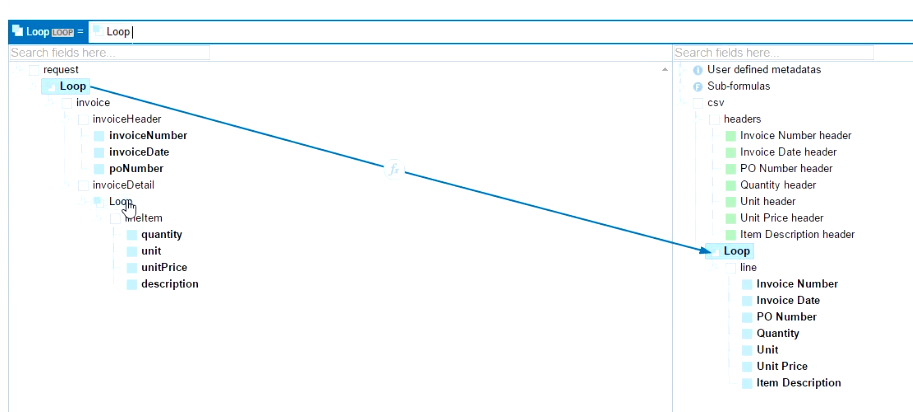 Loop LOOP = Loop
Search fields here...
request
Loop
invoice
invoiceHeader
invoiceNumber
invoiceDate
poNumber
invoiceDetail
Loop
lineItem
quantity
unit
unitPrice
description
fx
Search fields here...
User defined metadatas
Sub-formulas
csv
headers
Invoice Number header
Invoice Date header
PO Number header
Quantity header
Unit header
Unit Price header
Item Description header
Loop
line
Invoice Number
Invoice Date
PO Number
Quantity
Unit
Unit Price
Item Description